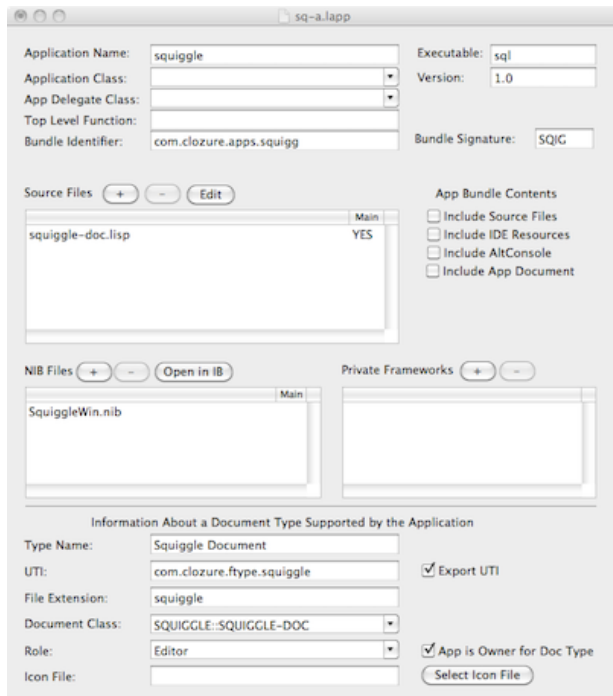 sq-a.lapp
Application Name: squiggle Executable: sql
Application Class: Version: 1.0
App Delegate Class:
Top Level Function:
Bundle Identifier: com.clozure.apps.squigg Bundle Signature: SQIG
Source Files + - Edit App Bundle Contents
Main Include Source Files
squiggle-doc.lisp YES Include IDE Resources
Include AltConsole
Include App Document
NIB Files + - Open in IB Private Frameworks + -
Main
SquiggleWin.nib
Information About a Document Type Supported by the Application
Type Name: Squiggle Document
UTI: com.clozure.ftype.squiggle Export UTI
File Extension: squiggle
Document Class: SQUIGGLE::SQUIGGLE-DOC
Role: Editor App is Owner for Doc Type
Icon File: Select Icon File